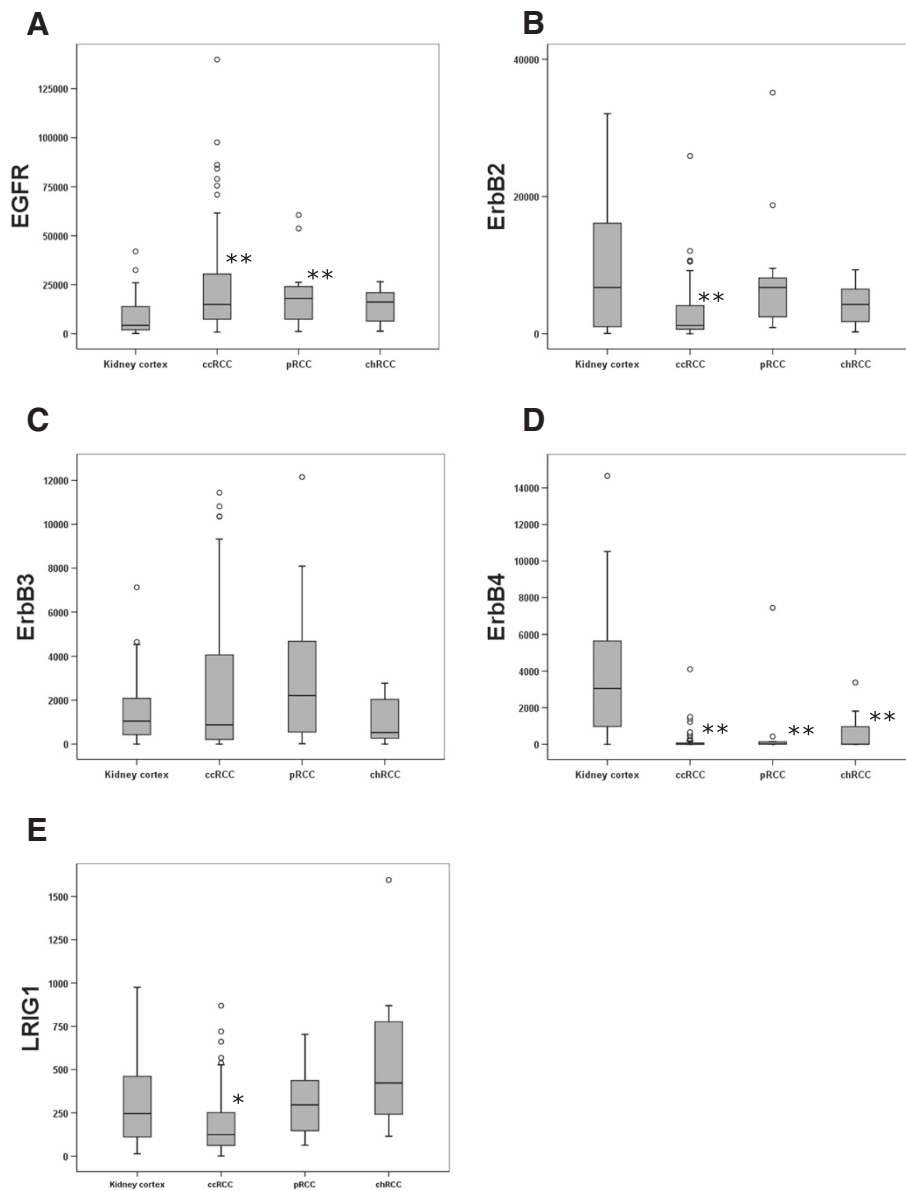 A
EGFR
125000
100000
75000
50000
25000
0
**
**
Kidney cortex ccRCC pRCC chRCC
B
ErbB2
40000
20000
0
**
Kidney cortex ccRCC pRCC chRCC
C
ErbB3
12000
10000
8000
6000
4000
2000
0
Kidney cortex ccRCC pRCC chRCC
D
ErbB4
14000
12000
10000
8000
6000
4000
2000
0
**
**
**
Kidney cortex ccRCC pRCC chRCC
E
LRIG1
1500
1250
1000
750
500
250
0
*
Kidney cortex ccRCC pRCC chRCC